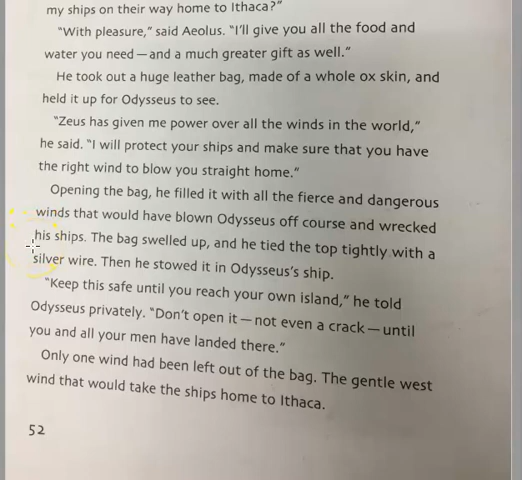 my ships on their way home to Ithaca?”
“With pleasure,” said Aeolus. “I’ll give you all the food and
water you need — and a much greater gift as well.”
He took out a huge leather bag, made of a whole ox skin, and
held it up for Odysseus to see.
“Zeus has given me power over all the winds in the world,”
he said. “I will protect your ships and make sure that you have
the right wind to blow you straight home.”
Opening the bag, he filled it with all the fierce and dangerous
winds that would have blown Odysseus off course and wrecked
his ships. The bag swelled up, and he tied the top tightly with a
silver wire. Then he stowed it in Odysseus’s ship.
“Keep this safe until you reach your own island,” he told
Odysseus privately. “Don’t open it — not even a crack — until
you and all your men have landed there.”
Only one wind had been left out of the bag. The gentle west
wind that would take the ships home to Ithaca.
52